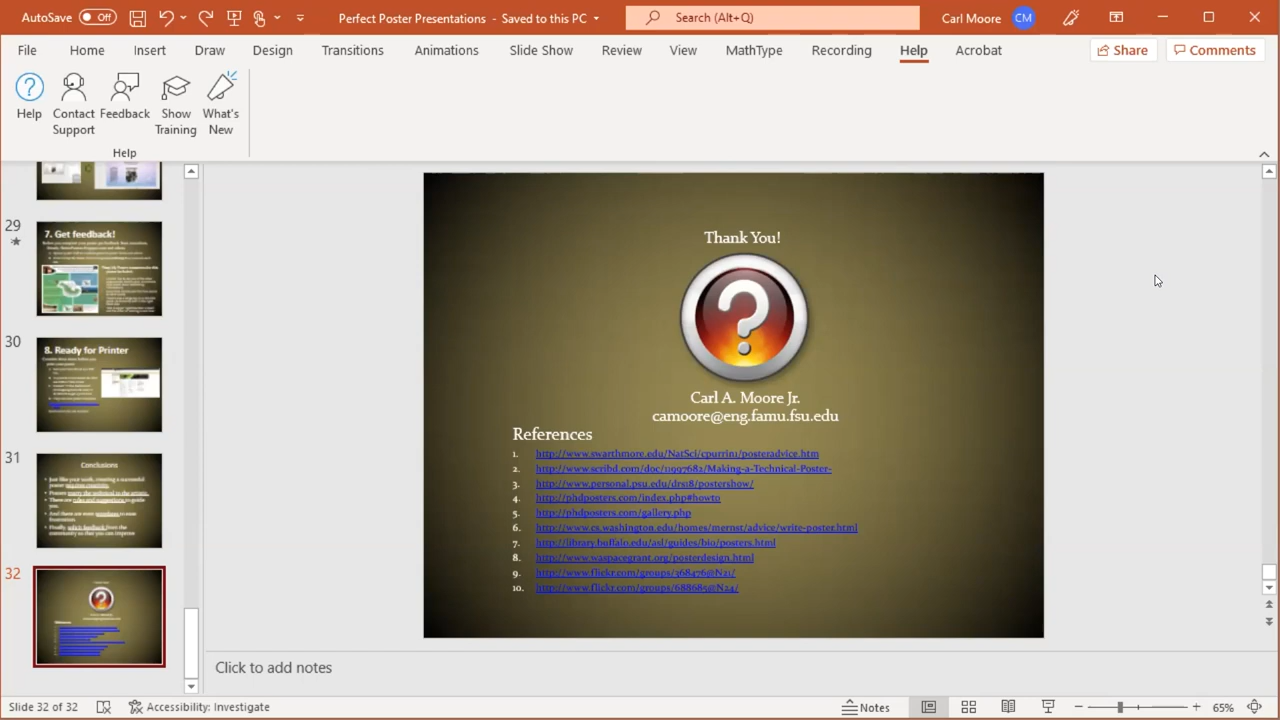 AutoSave Off Perfect Poster Presentations - Saved to this PC Search (Alt+Q) Carl Moore CM
File Home Insert Draw Design Transitions Animations Slide Show Review View MathType Recording Help Acrobat Share Comments
Help Contact Support Feedback Show Training What's New
Help
29
7. Get feedback!
30
8. Ready for Printer
31
Conclusions
Just like your work, creating a successful
32
Thank You!
?
Carl A. Moore Jr.
camoore@eng.famu.fsu.edu
References
1. http://www.swarthmore.edu/NatSci/cpurrin1/posteradvice.htm
2. http://www.scribd.com/doc/11997682/Making-a-Technical-Poster-
3. http://www.personal.psu.edu/drs18/postershow/
4. http://phdposters.com/index.php#howto
5. http://phdposters.com/gallery.php
6. http://www.cs.washington.edu/homes/mernst/advice/write-poster.html
7. http://library.buffalo.edu/asl/guides/bio/posters.html
8. http://www.waspacegrant.org/posterdesign.html
9. http://www.flickr.com/groups/368476@N21/
10. http://www.flickr.com/groups/688685@N24/
Click to add notes
Slide 32 of 32 Accessibility: Investigate Notes 65%